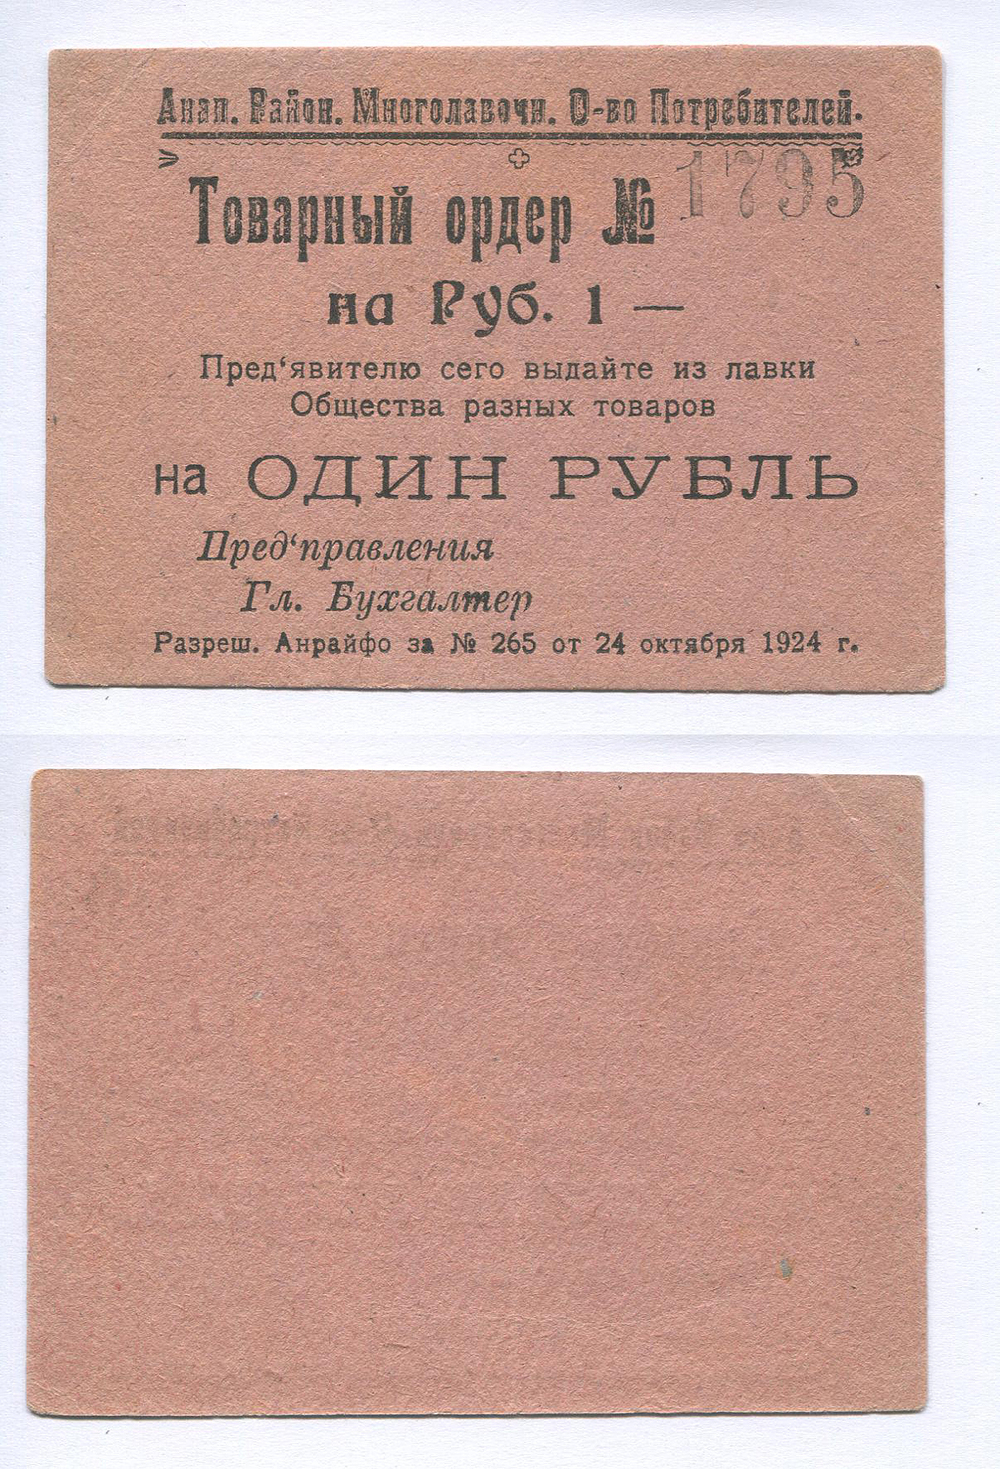 Анап. Район. Многолавочн. О-во Потребителей.
Товарный ордер № 1795
на Руб. 1 —
Пред‘явителю сего выдайте из лавки
Общества разных товаров
на ОДИН РУБЛЬ
Пред‘правления
Гл. Бухгалтер
Разреш. Анрайфо за № 265 от 24 октября 1924 г.